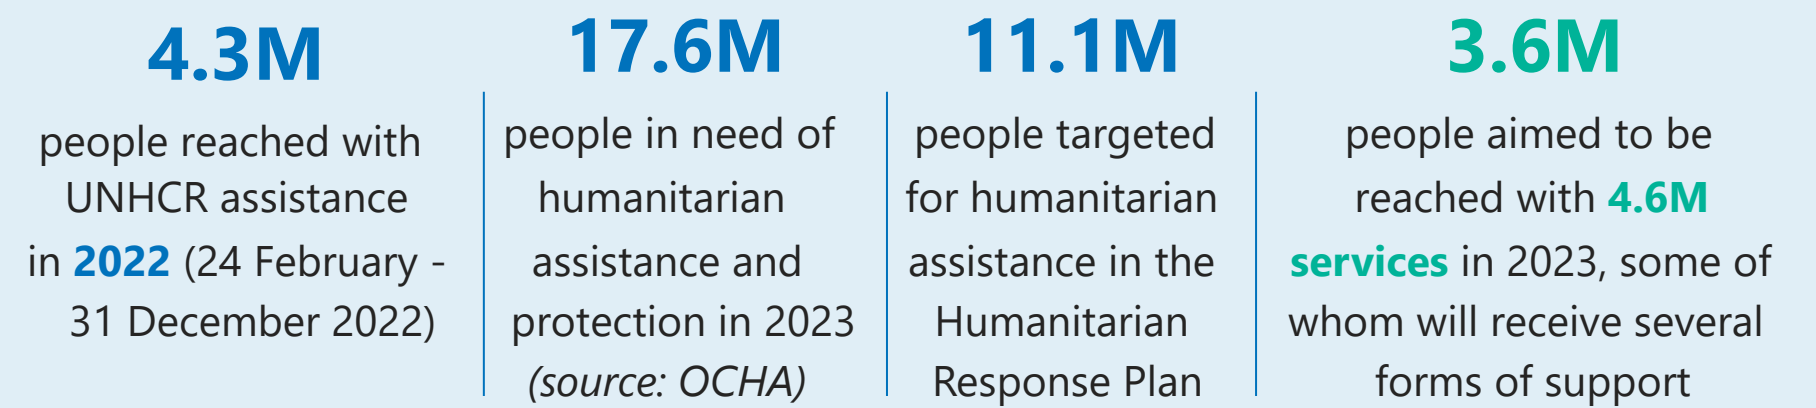 4.3M
people reached with
UNHCR assistance
in 2022 (24 February -
31 December 2022)
17.6M
people in need of
humanitarian
assistance and
protection in 2023
(source: OCHA)
11.1M
people targeted
for humanitarian
assistance in the
Humanitarian
Response Plan
3.6M
people aimed to be
reached with 4.6M
services in 2023, some of
whom will receive several
forms of support